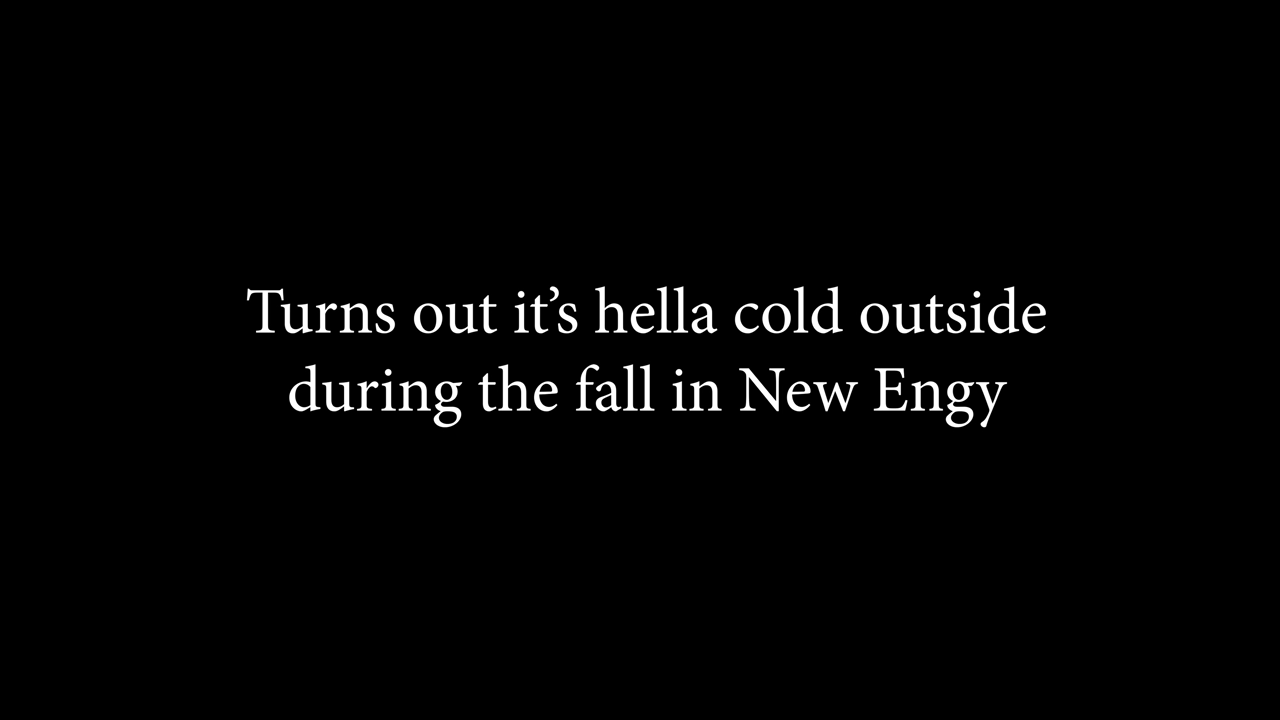 Turns out it’s hella cold outside
during the fall in New Engy